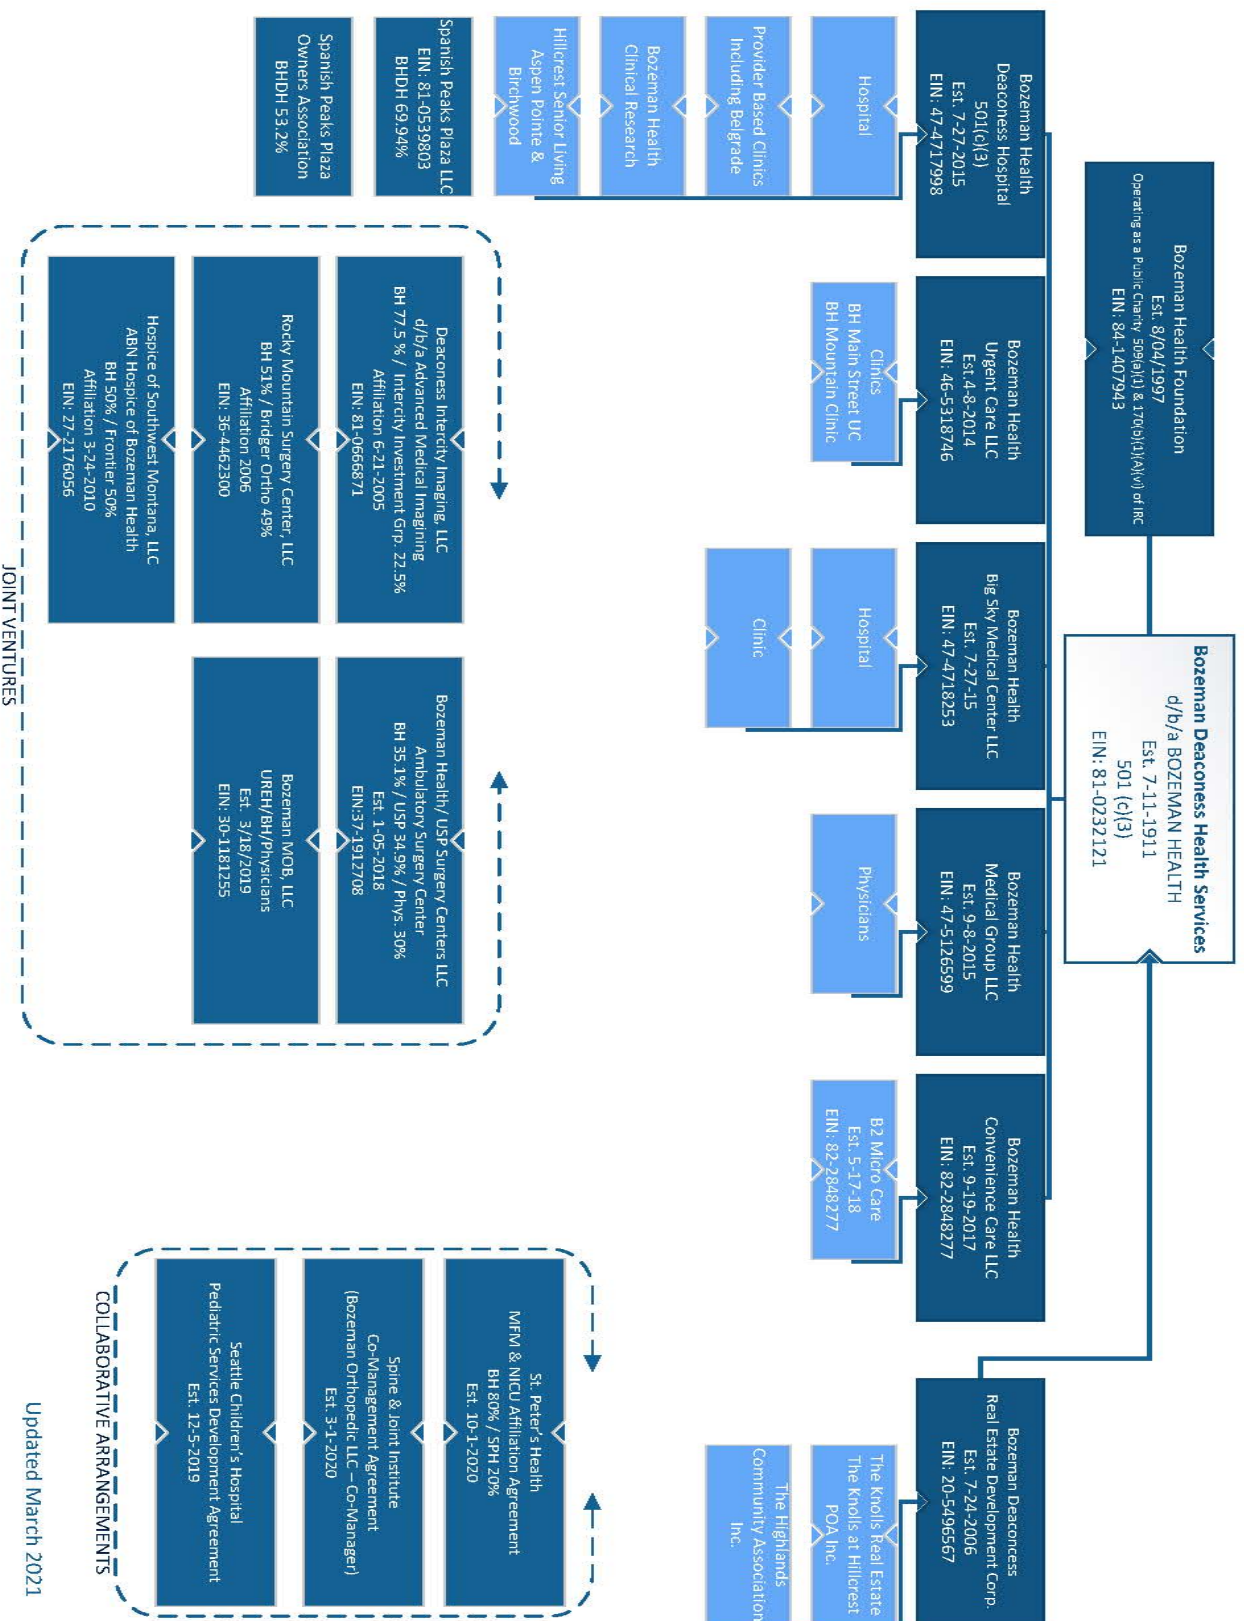 Bozeman Deaconess Health Services
d/b/a BOZEMAN HEALTH
Est. 7-11-1911
501 (c)(3)
EIN: 81-0232121
Bozeman Health Foundation
Est. 8/04/1997
Operating as a Public Charity 509(a)(1) & 170(b)(1)(A)(vi) of IRC
EIN: 84-1407943
Bozeman Health
Deaconess Hospital
501(c)(3)
Est. 7-27-2015
EIN: 47-4717998
Hospital
Provider Based Clinics
Including Belgrade
Bozeman Health
Clinical Research
Hillcrest Senior Living
Aspen Pointe &
Birchwood
Spanish Peaks Plaza LLC
EIN: 81-0539803
BHDH 69.94%
Spanish Peaks Plaza
Owners Association
BHDH 53.2%
Bozeman Health
Urgent Care LLC
Est.4-8-2014
EIN: 46-5318746
Clinics
BH Main Street UC
BH Mountain Clinic
Bozeman Health
Big Sky Medical Center LLC
Est. 7-27-15
EIN: 47-4718253
Hospital
Clinic
Bozeman Health
Medical Group LLC
Est. 9-8-2015
EIN: 47-5126599
Physicians
Bozeman Health
Convenience Care LLC
Est. 9-19-2017
EIN: 82-2848277
B2 Micro Care
Est. 5-17-18
EIN: 82-2848277
Bozeman Deaconcess
Real Estate Development Corp.
Est. 7-24-2006
EIN: 20-5496567
The Knolls Real Estate
The Knolls at Hillcrest
POA Inc.
The Highlands
Community Association
Inc.
Deaconess Intercity Imaging, LLC
d/b/a Advanced Medical Imagining
BH 77.5 % / Intercity Investment Grp. 22.5%
Affiliation 6-21-2005
EIN: 81-0666871
Rocky Mountain Surgery Center, LLC
BH 51% / Bridger Ortho 49%
Affiliation 2006
EIN: 36-4462300
Hospice of Southwest Montana, LLC
ABN Hospice of Bozeman Health
BH 50% / Frontier 50%
Affiliation 3-24-2010
EIN: 27-2176056
Bozeman Health/ USP Surgery Centers LLC
Ambulatory Surgery Center
BH 35.1% / USP 34.9% / Phys. 30%
Est. 1-05-2018
EIN:37-1912708
Bozeman MOB, LLC
UREH/BH/Physicians
Est. 3/18/2019
EIN: 30-1181255
JOINT VENTURES
St. Peter's Health
MFM & NICU Affiliation Agreement
BH 80% / SPH 20%
Est. 10-1-2020
Spine & Joint Institute
Co-Management Agreement
(Bozeman Orthopedic LLC – Co-Manager)
Est. 3-1-2020
Seattle Children's Hospital
Pediatric Services Development Agreement
Est. 12-5-2019
COLLABORATIVE ARRANGEMENTS
Updated March 2021